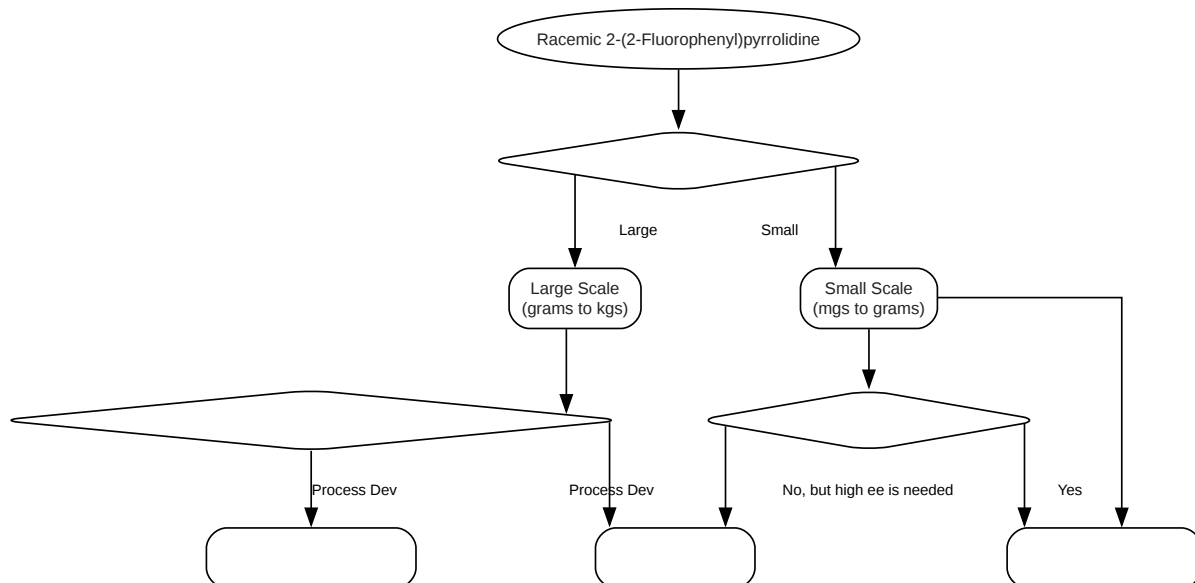 Racemic 2-(2-Fluorophenyl)pyrrolidine
Large
Small
Large Scale
(grams to kgs)
Small Scale
(mgs to grams)
Process Dev
Process Dev
No, but high ee is needed
Yes